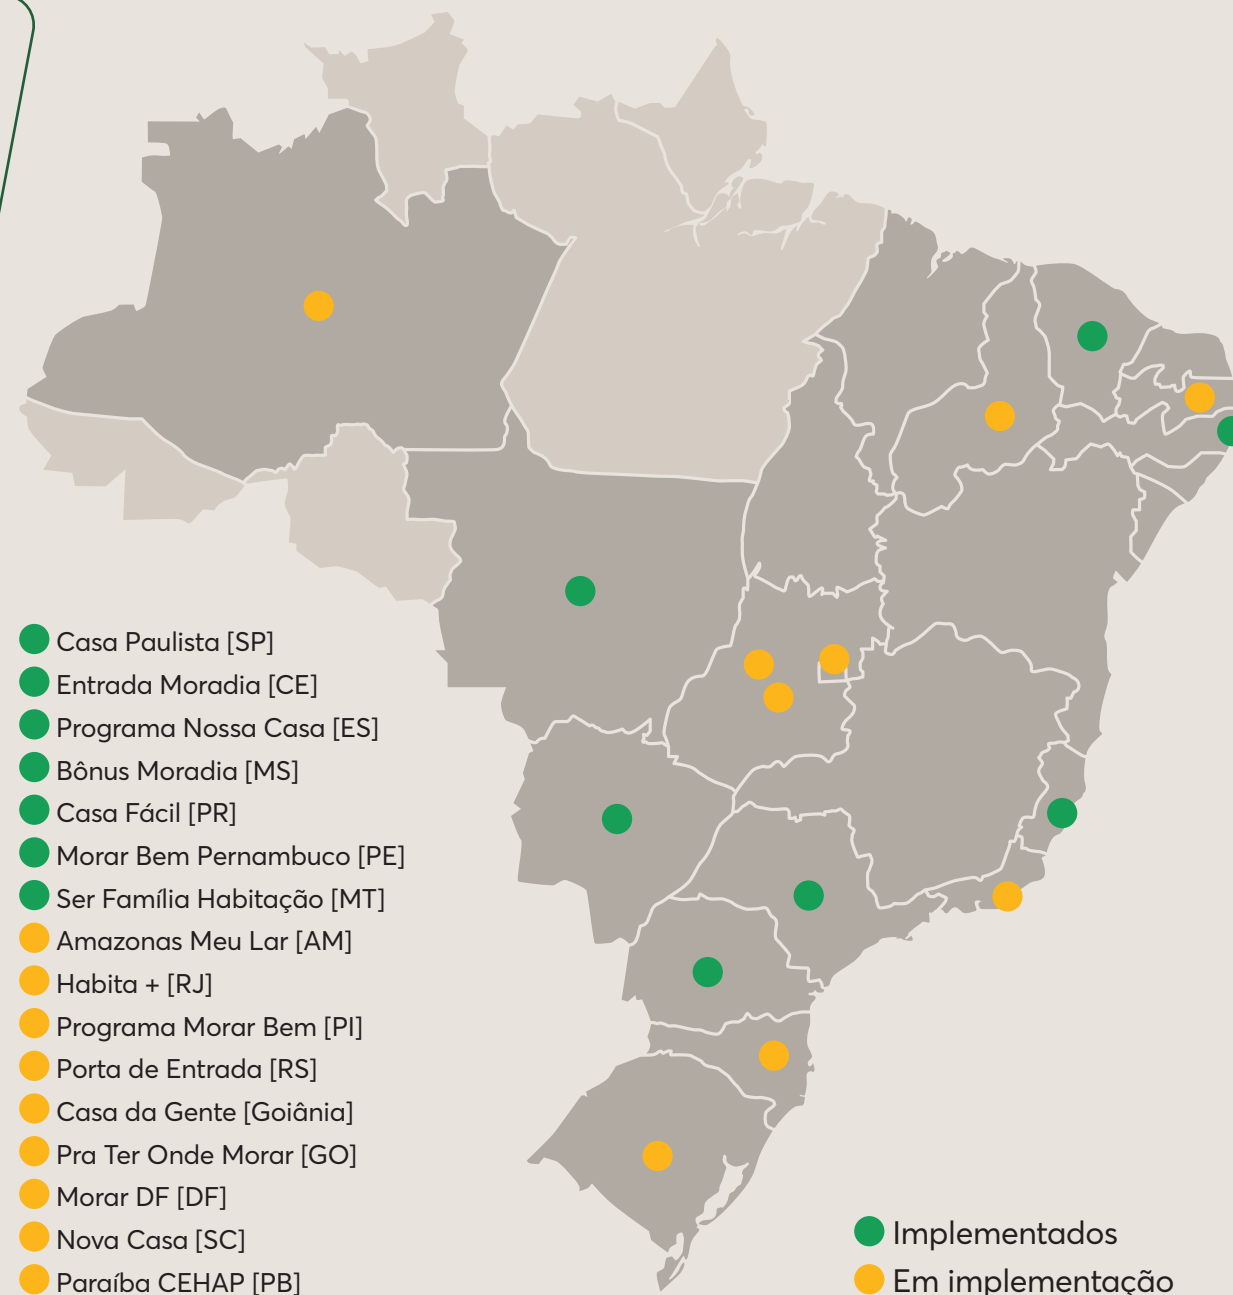 Casa Paulista [SP]
Entrada Moradia [CE]
Programa Nossa Casa [ES]
Bônus Moradia [MS]
Casa Fácil [PR]
Morar Bem Pernambuco [PE]
Ser Família Habitação [MT]
Amazonas Meu Lar [AM]
Habita + [RJ]
Programa Morar Bem [PI]
Porta de Entrada [RS]
Casa da Gente [Goiânia]
Pra Ter Onde Morar [GO]
Morar DF [DF]
Nova Casa [SC]
Paraíba CEHAP [PB]
Implementados
Em implementação